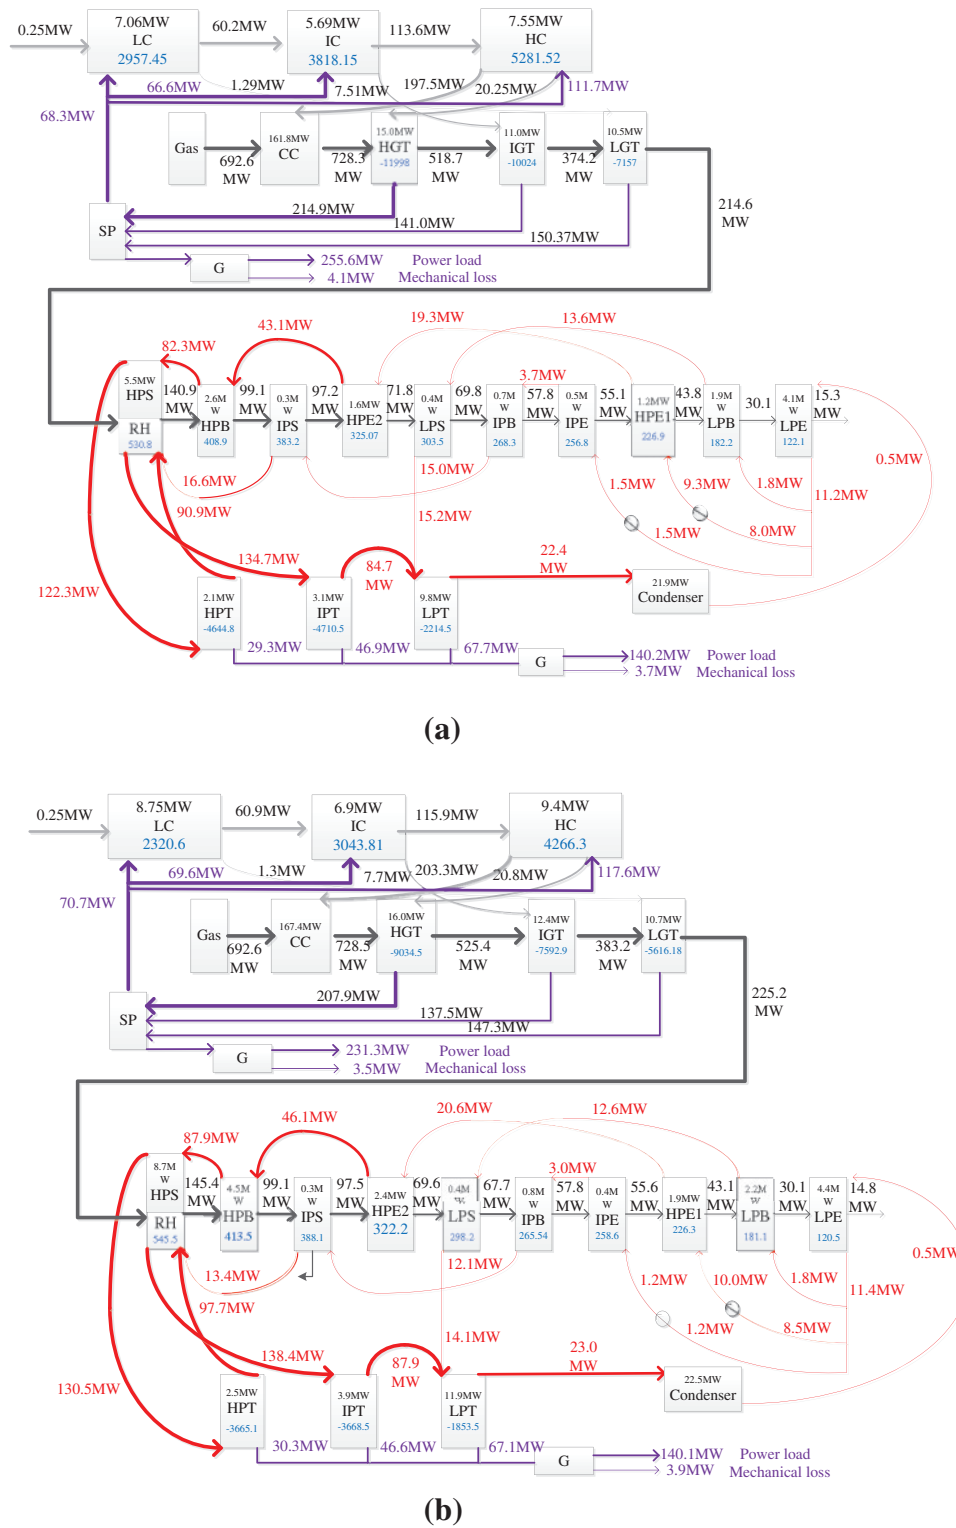 0.25MW
7.06MW
LC
2957.45
60.2MW
5.69MW
IC
3818.15
113.6MW
7.55MW
HC
5281.52
66.6MW
1.29MW
7.51MW
197.5MW
20.25MW
111.7MW
68.3MW
Gas
692.6
MW
161.8MW
CC
728.3
MW
15.0MW
HGT
-11998
518.7
MW
11.0MW
IGT
-10024
374.2
MW
10.5MW
LGT
-7157
214.6
MW
SP
214.9MW
141.0MW
150.37MW
G
255.6MW
Power load
4.1MW
Mechanical loss
82.3MW
43.1MW
19.3MW
13.6MW
3.7MW
5.5MW
HPS
RH
530.8
140.9
MW
2.6M
W
HPB
408.9
99.1
MW
0.3M
W
IPS
383.2
97.2
MW
1.6MW
HPE2
325.07
71.8
MW
0.4M
W
LPS
303.5
69.8
MW
0.7M
W
IPB
268.3
57.8
MW
0.5M
W
IPE
256.8
55.1
MW
1.2MW
HPE1
226.9
43.8
MW
1.9M
W
LPB
182.2
30.1
4.1M
W
LPE
122.1
15.3
MW
16.6MW
90.9MW
15.0MW
15.2MW
1.5MW
9.3MW
1.8MW
11.2MW
0.5MW
1.5MW
8.0MW
122.3MW
134.7MW
84.7
MW
22.4
MW
2.1MW
HPT
-4644.8
3.1MW
IPT
-4710.5
9.8MW
LPT
-2214.5
21.9MW
Condenser
29.3MW
46.9MW
67.7MW
G
140.2MW
Power load
3.7MW
Mechanical loss
(a)
0.25MW
8.75MW
LC
2320.6
60.9MW
6.9MW
IC
3043.81
115.9MW
9.4MW
HC
4266.3
69.6MW
1.3MW
7.7MW
203.3MW
20.8MW
117.6MW
70.7MW
Gas
692.6
MW
167.4MW
CC
728.5
MW
16.0MW
HGT
-9034.5
525.4
MW
12.4MW
IGT
-7592.9
383.2
MW
10.7MW
LGT
-5616.18
225.2
MW
SP
207.9MW
137.5MW
147.3MW
G
231.3MW
Power load
3.5MW
Mechanical loss
87.9MW
46.1MW
20.6MW
12.6MW
3.0MW
8.7M
W
HPS
RH
545.5
145.4
MW
4.5M
W
HPB
413.5
99.1
MW
0.3M
W
IPS
388.1
97.5
MW
2.4MW
HPE2
322.2
69.6
MW
0.4M
W
LPS
298.2
67.7
MW
0.8M
W
IPB
265.54
57.8
MW
0.4M
W
IPE
258.6
55.6
MW
1.9MW
HPE1
226.3
43.1
MW
2.2M
W
LPB
181.1
30.1
MW
4.4M
W
LPE
120.5
14.8
MW
13.4MW
97.7MW
12.1MW
14.1MW
1.2MW
10.0MW
1.8MW
11.4MW
0.5MW
1.2MW
8.5MW
130.5MW
138.4MW
87.9
MW
23.0
MW
2.5MW
HPT
-3665.1
3.9MW
IPT
-3668.5
11.9MW
LPT
-1853.5
22.5MW
Condenser
30.3MW
46.6MW
67.1MW
G
140.1MW
Power load
3.9MW
Mechanical loss
(b)